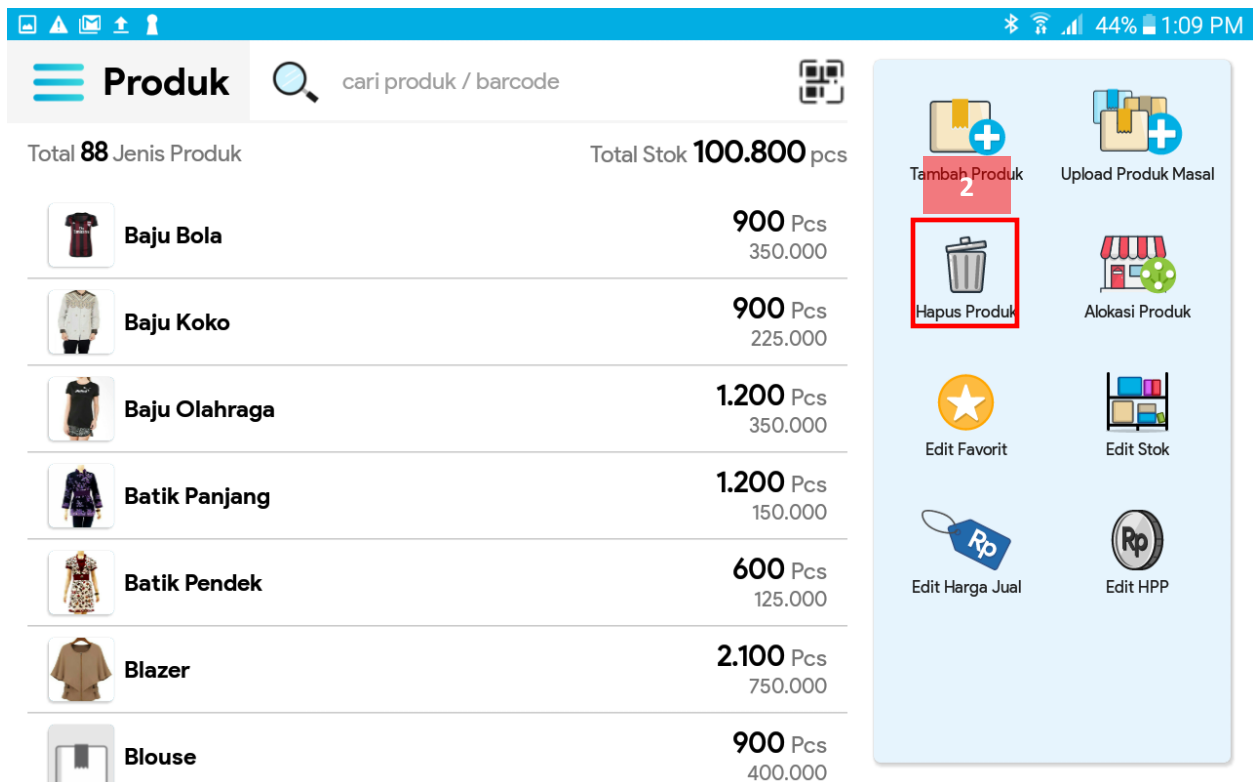 44% 1:09 PM
Produk
cari produk / barcode
Total 88 Jenis Produk
Total Stok 100.800 pcs
Baju Bola
900 Pcs
350.000
Baju Koko
900 Pcs
225.000
Baju Olahraga
1.200 Pcs
350.000
Batik Panjang
1.200 Pcs
150.000
Batik Pendek
600 Pcs
125.000
Blazer
2.100 Pcs
750.000
Blouse
900 Pcs
400.000
Tambah Produk
Upload Produk Masal
2
Hapus Produk
Alokasi Produk
Edit Favorit
Edit Stok
Rp
Edit Harga Jual
Rp
Edit HPP